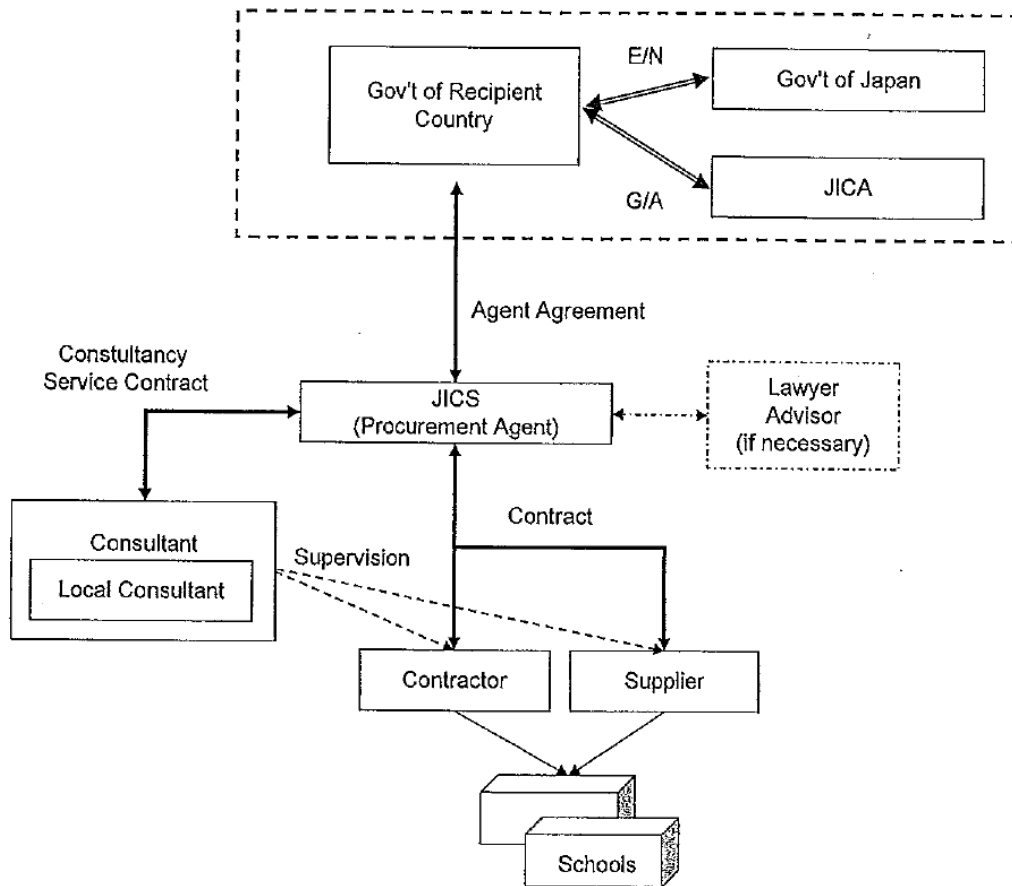 E/N
Gov't of Recipient
Country
Gov't of Japan
G/A
JICA
Agent Agreement
Constultancy
Service Contract
JICS
(Procurement Agent)
Lawyer
Advisor
(if necessary)
Contract
Consultant
Local Consultant
Supervision
Contractor
Supplier
Schools